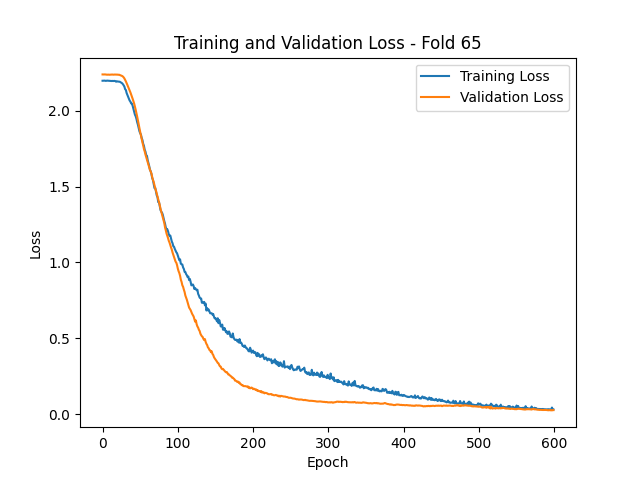 Training and Validation Loss - Fold 65
Training Loss
Validation Loss
2.0
1.5
1.0
0.5
0.0
Loss
0 100 200 300 400 500 600
Epoch